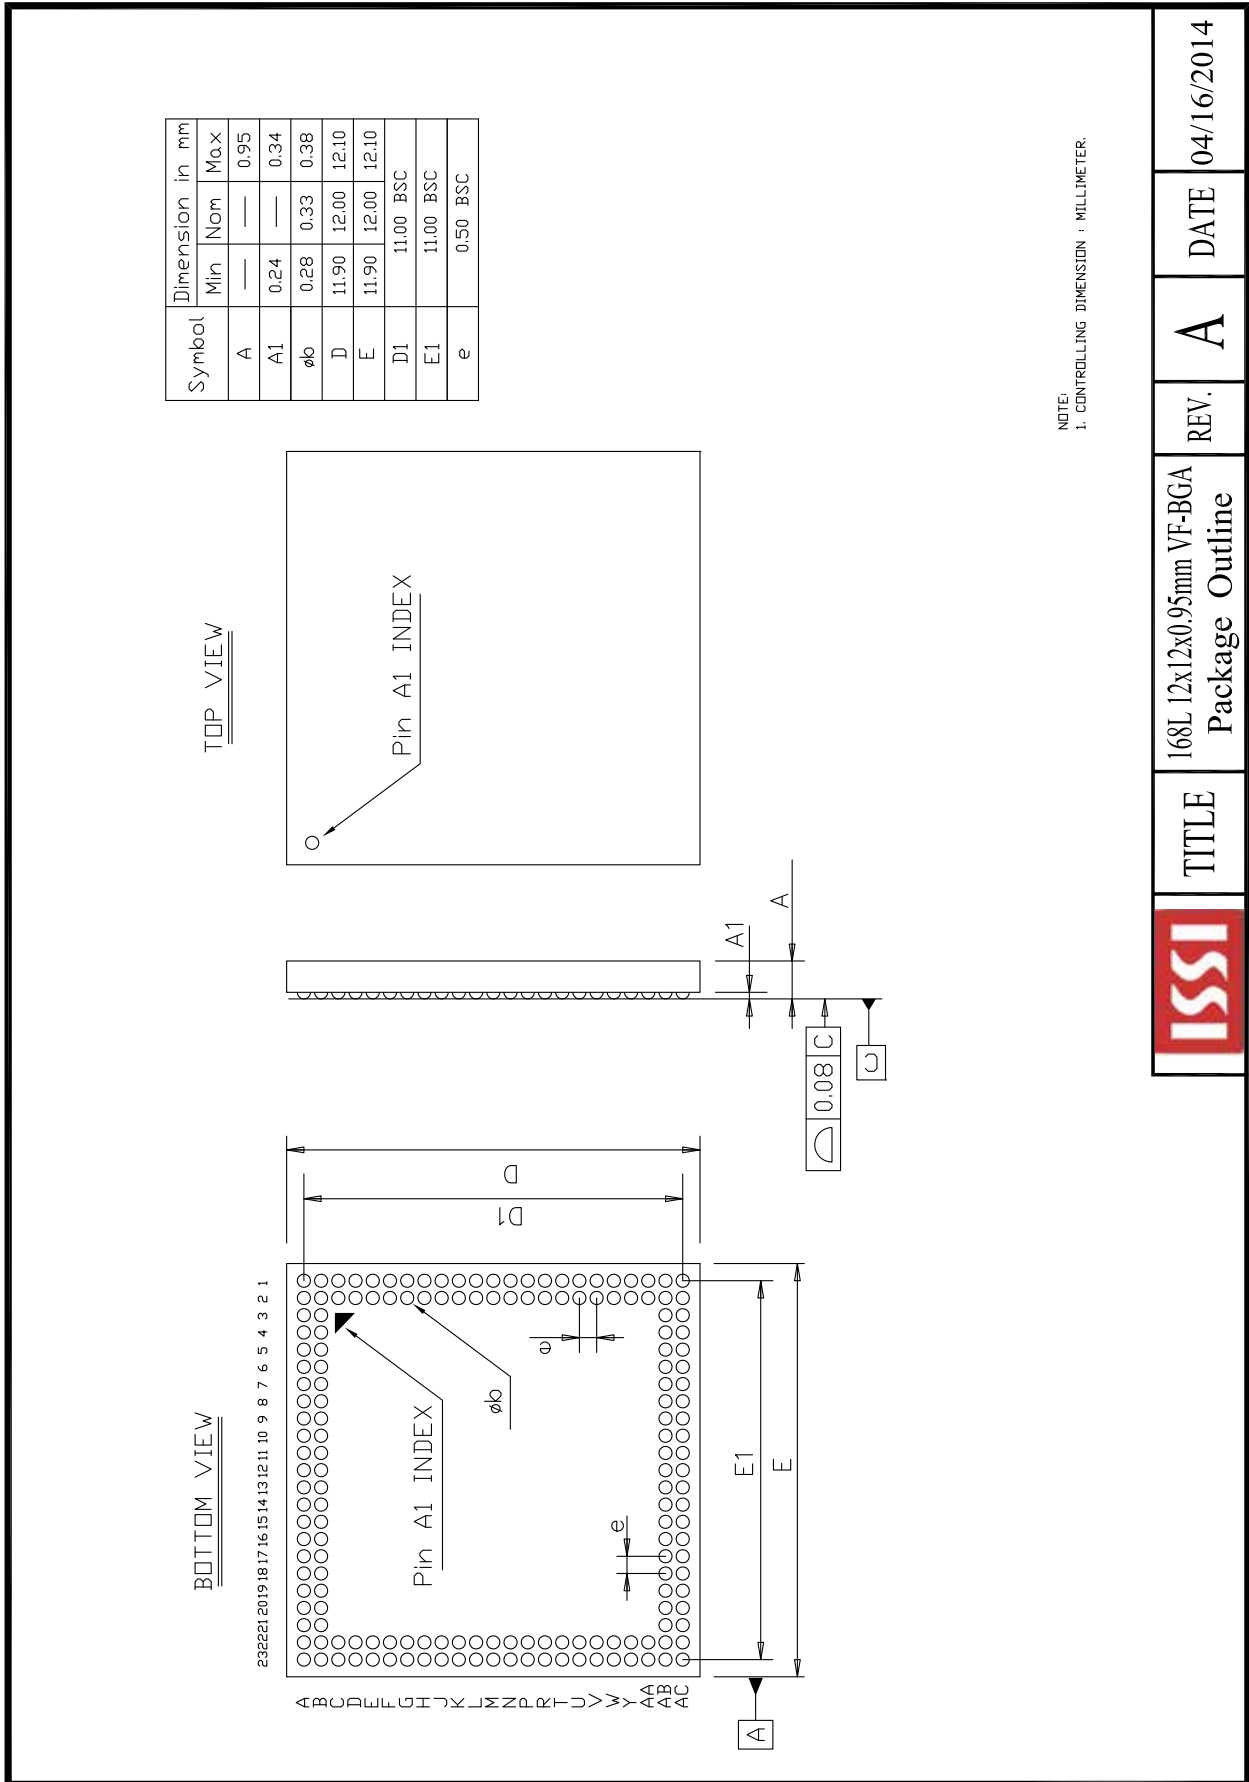 BOTTOM VIEW
TOP VIEW
23 22 21 20 19 18 17 16 15 14 13 12 11 10 9 8 7 6 5 4 3 2 1
A
B
C
D
E
F
G
H
J
K
L
M
N
P
R
T
U
V
W
Y
AA
AB
AC
Pin A1 INDEX
øb
e
e
E1
E
A
D1
D
0.08 C
C
A1
A
Pin A1 INDEX
Symbol Dimension in mm
Min Nom Max
A — — 0.95
A1 0.24 — 0.34
øb 0.28 0.33 0.38
D 11.90 12.00 12.10
E 11.90 12.00 12.10
D1 11.00 BSC
E1 11.00 BSC
e 0.50 BSC
NOTE:
1. CONTROLLING DIMENSION : MILLIMETER.
ISSI
TITLE
168L 12x12x0.95mm VF-BGA
Package Outline
REV.
A
DATE
04/16/2014